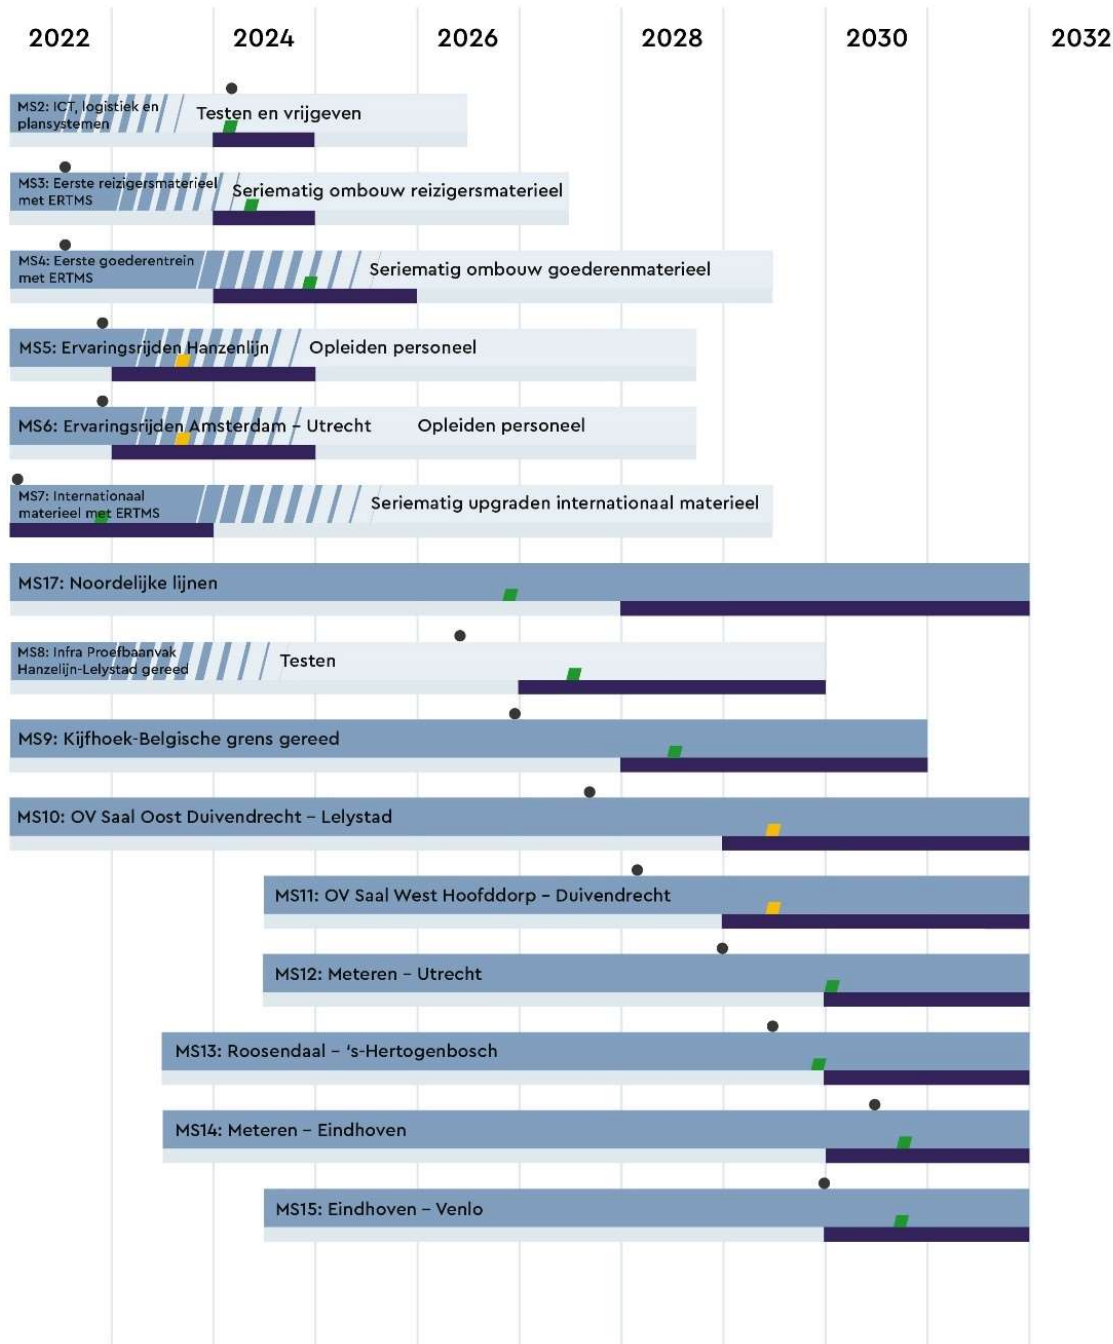 2022 2024 2026 2028 2030 2032
MS2: ICT, logistiek en
plansystemen
Testen en vrijgeven
MS3: Eerste reizigersmaterieel
met ERTMS
Seriematig ombouw reizigersmaterieel
MS4: Eerste goederentrein
met ERTMS
Seriematig ombouw goederenmaterieel
MS5: Ervaringsrijden Hanzenlijn
Opleiden personeel
MS6: Ervaringsrijden Amsterdam – Utrecht
Opleiden personeel
MS7: Internationaal
materieel met ERTMS
Seriematig upgraden internationaal materieel
MS17: Noordelijke lijnen
MS8: Infra Proefbaanvak
Hanzelijn-Lelystad gereed
Testen
MS9: Kijfhoek-Belgische grens gereed
MS10: OV Saal Oost Duivendrecht – Lelystad
MS11: OV Saal West Hoofddorp – Duivendrecht
MS12: Meteren – Utrecht
MS13: Roosendaal – ‘s-Hertogenbosch
MS14: Meteren – Eindhoven
MS15: Eindhoven – Venlo